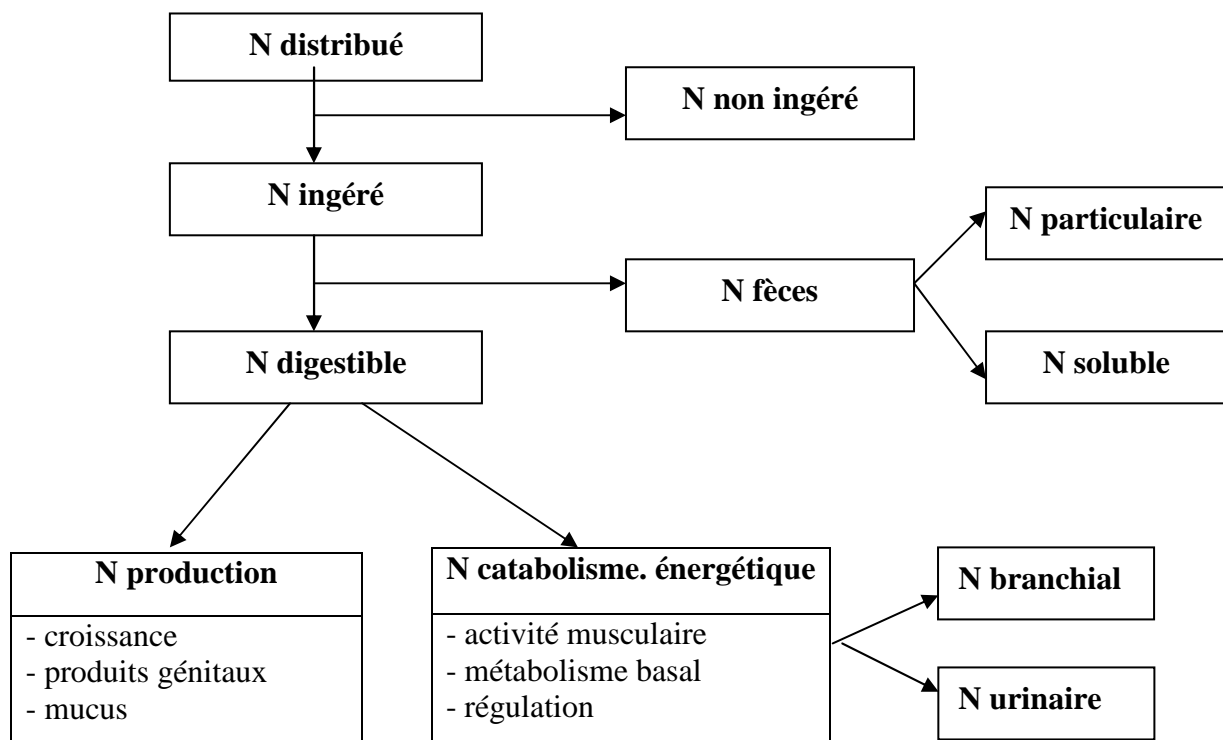 N distribué
N non ingéré
N ingéré
N particulaire
N fèces
N digestible
N soluble
N production
- croissance
- produits génitaux
- mucus
N catabolisme. énergétique
- activité musculaire
- métabolisme basal
- régulation
N branchial
N urinaire